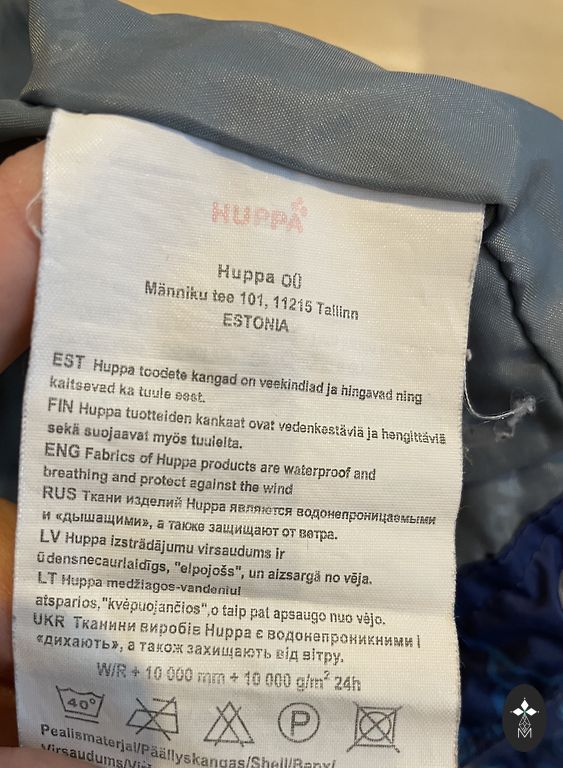 HUPPA
Huppa OÜ
Männiku tee 101, 11215 Tallinn
ESTONIA
EST Huppa toodete kangad on veekindlad ja hingavad ning
kaitsevad ka tuule eest.
FIN Huppa tuotteiden kankaat ovat vedenkestäviä ja hengittäviä
sekä suojaavat myös tuulelta.
ENG Fabrics of Huppa products are waterproof and
breathing and protect against the wind
RUS Ткани изделий Huppa являются водонепроницаемыми
и «дышащими», а также защищают от ветра.
LV Huppa izstrādājumu virsaudums ir
ūdensnecaurlaidīgs, "elpojošs", un aizsargā no vēja.
LT Huppa medžiagos-vandeniui
atsparios,"kvėpuojančios",o taip pat apsaugo nuo vėjo.
UKR Тканини виробів Huppa є водонепроникними і
«дихають», а також захищають від вітру.
W/R + 10 000 mm + 10 000 g/m² 24h
40° P
Pealismaterjal/Päällyskangas/Shell/Верх/
Virsaudums/
M